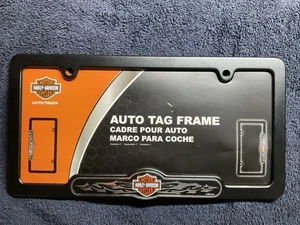 HARLEY-DAVIDSON
AUTO/TRUCK
AUTO TAG FRAME
CADRE POUR AUTO
MARCO PARA COCHE
HARLEY-DAVIDSON